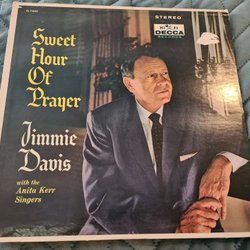 STEREO
DECCA
RECORDS
Sweet
Hour
Of
Prayer
Jimmie
Davis
with the
Anita Kerr
Singers